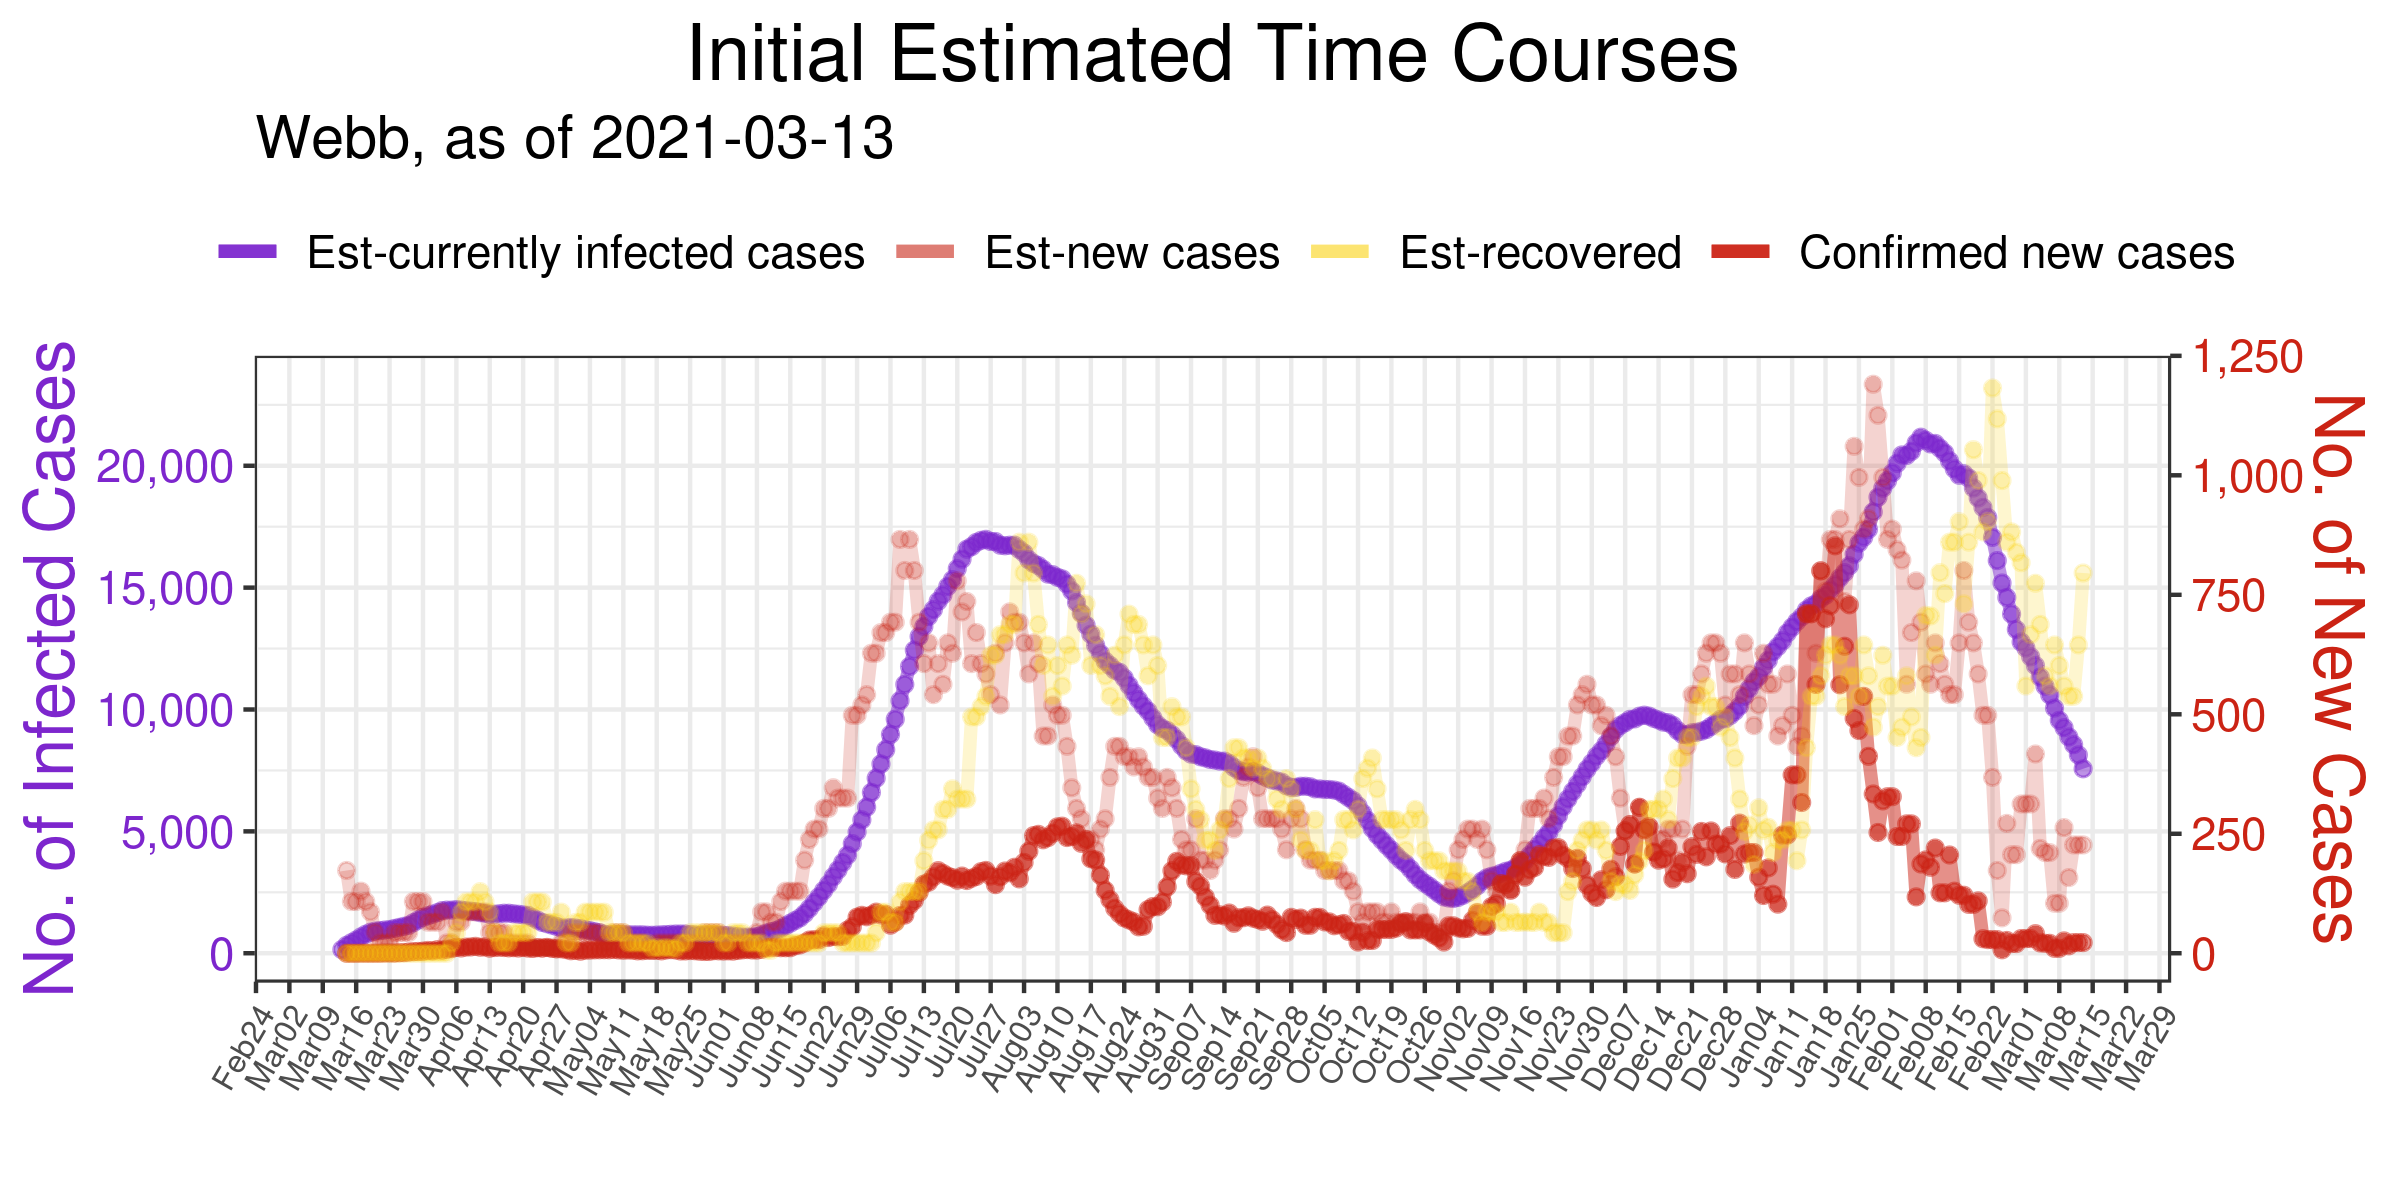 Initial Estimated Time Courses
Webb, as of 2021-03-13
Est-currently infected cases Est-new cases Est-recovered Confirmed new cases
No. of Infected Cases
20,000
15,000
10,000
5,000
0
1,250
1,000
750
500
250
0
No. of New Cases
Feb24 Mar02 Mar09 Mar16 Mar23 Mar30 Apr06 Apr13 Apr20 Apr27 May04 May11 May18 May25 Jun01 Jun08 Jun15 Jun22 Jun29 Jul06 Jul13 Jul20 Jul27 Aug03 Aug10 Aug17 Aug24 Aug31 Sep07 Sep14 Sep21 Sep28 Oct05 Oct12 Oct19 Oct26 Nov02 Nov09 Nov16 Nov23 Nov30 Dec07 Dec14 Dec21 Dec28 Jan04 Jan11 Jan18 Jan25 Feb01 Feb08 Feb15 Feb22 Mar01 Mar08 Mar15 Mar22 Mar29